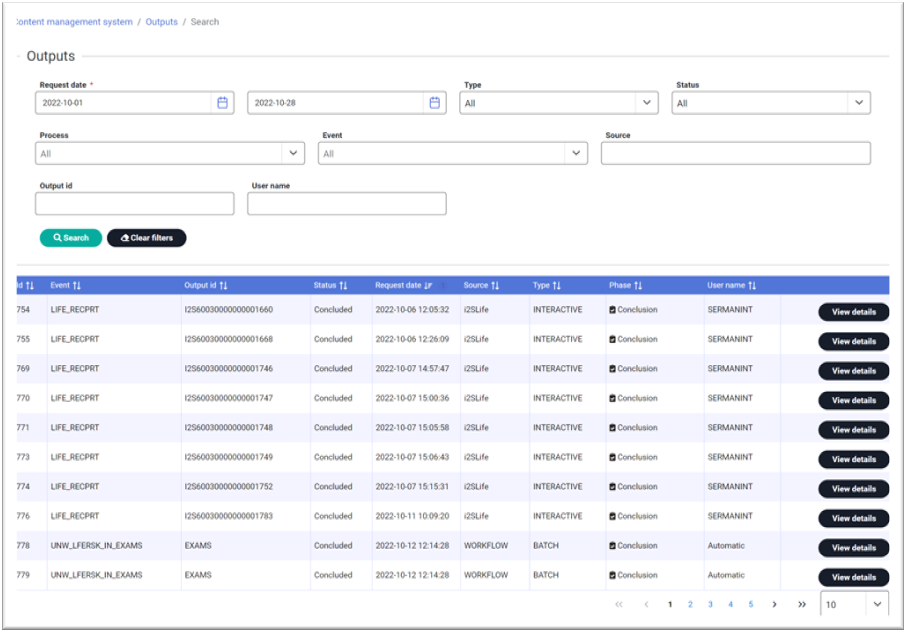 Content management system / Outputs / Search
Outputs
Request date *
Type
Status
2022-10-01
2022-10-28
All
All
Process
Event
Source
All
All
Output id
User name
Search
Clear filters
Id Event Output id Status Request date Source Type Phase User name
754 LIFE_RECPRT I2S60030000000001660 Concluded 2022-10-06 12:05:32 i2SLife INTERACTIVE Conclusion SERMANINT View details
755 LIFE_RECPRT I2S60030000000001668 Concluded 2022-10-06 12:26:09 i2SLife INTERACTIVE Conclusion SERMANINT View details
769 LIFE_RECPRT I2S60030000000001746 Concluded 2022-10-07 14:57:47 i2SLife INTERACTIVE Conclusion SERMANINT View details
770 LIFE_RECPRT I2S60030000000001747 Concluded 2022-10-07 15:00:36 i2SLife INTERACTIVE Conclusion SERMANINT View details
771 LIFE_RECPRT I2S60030000000001748 Concluded 2022-10-07 15:05:58 i2SLife INTERACTIVE Conclusion SERMANINT View details
773 LIFE_RECPRT I2S60030000000001749 Concluded 2022-10-07 15:06:43 i2SLife INTERACTIVE Conclusion SERMANINT View details
774 LIFE_RECPRT I2S60030000000001752 Concluded 2022-10-07 15:15:31 i2SLife INTERACTIVE Conclusion SERMANINT View details
776 LIFE_RECPRT I2S60030000000001783 Concluded 2022-10-11 10:09:20 i2SLife INTERACTIVE Conclusion SERMANINT View details
778 UNW_LFERSK_IN_EXAMS EXAMS Concluded 2022-10-12 12:14:28 WORKFLOW BATCH Conclusion Automatic View details
779 UNW_LFERSK_IN_EXAMS EXAMS Concluded 2022-10-12 12:14:28 WORKFLOW BATCH Conclusion Automatic View details
<< < 1 2 3 4 5 > >> 10